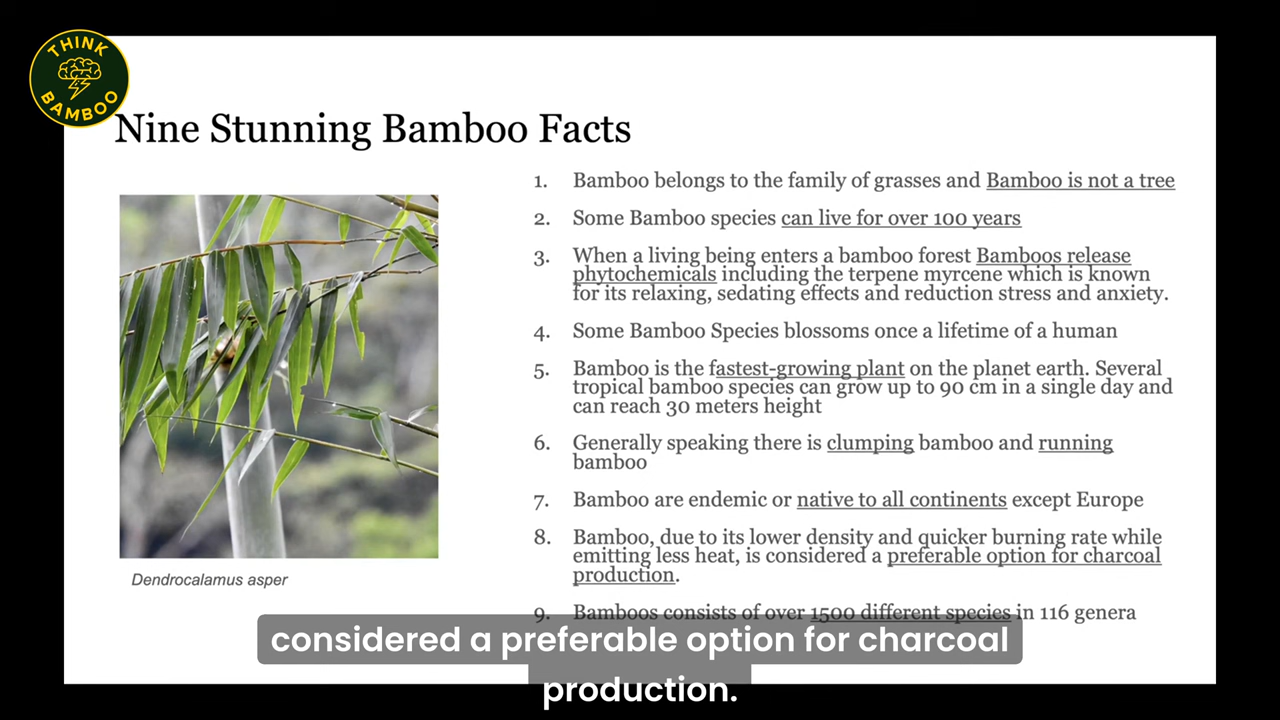 THINK
BAMBOO
Nine Stunning Bamboo Facts
1. Bamboo belongs to the family of grasses and Bamboo is not a tree
2. Some Bamboo species can live for over 100 years
3. When a living being enters a bamboo forest Bamboos release
phytochemicals including the terpene myrcene which is known
for its relaxing, sedating effects and reduction stress and anxiety.
4. Some Bamboo Species blossoms once a lifetime of a human
5. Bamboo is the fastest-growing plant on the planet earth. Several
tropical bamboo species can grow up to 90 cm in a single day and
can reach 30 meters height
6. Generally speaking there is clumping bamboo and running
bamboo
7. Bamboo are endemic or native to all continents except Europe
8. Bamboo, due to its lower density and quicker burning rate while
emitting less heat, is considered a preferable option for charcoal
production.
9. Bamboos consists of over 1500 different species in 116 genera
Dendrocalamus asper
considered a preferable option for charcoal
production.